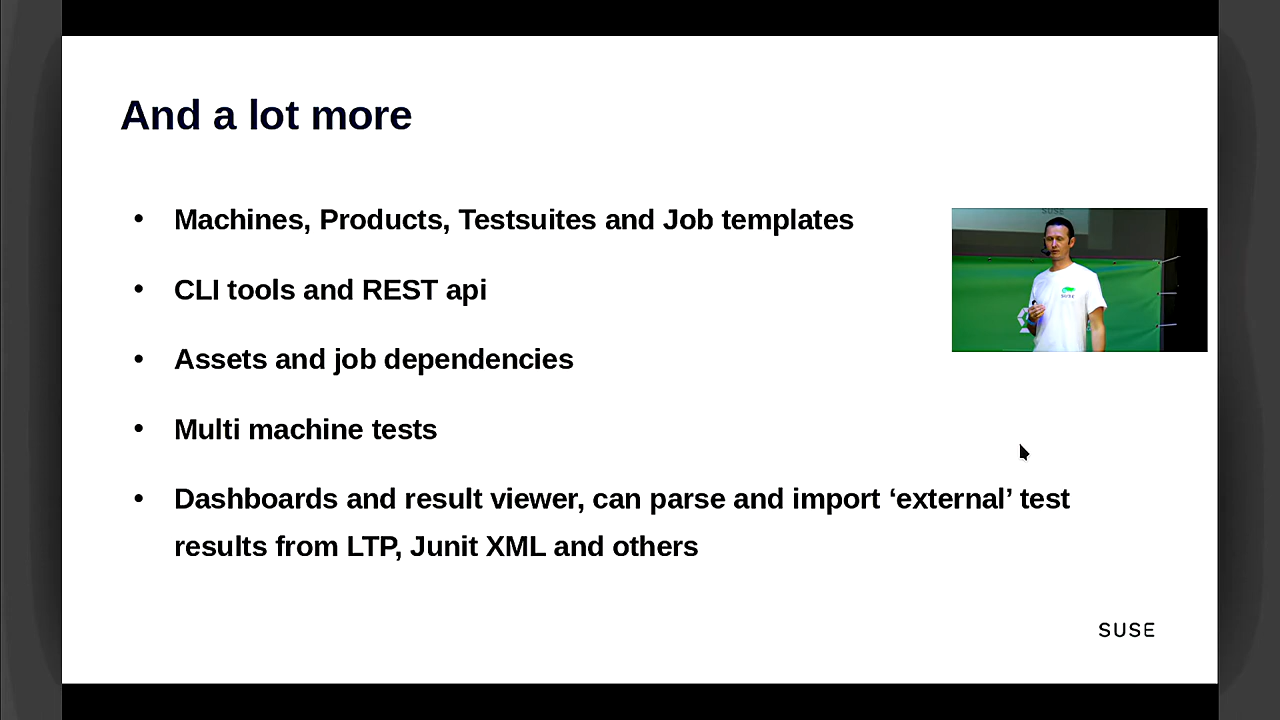 And a lot more
• Machines, Products, Testsuites and Job templates
• CLI tools and REST api
• Assets and job dependencies
• Multi machine tests
• Dashboards and result viewer, can parse and import ‘external’ test
results from LTP, Junit XML and others
SUSE
SUSE
SUSE